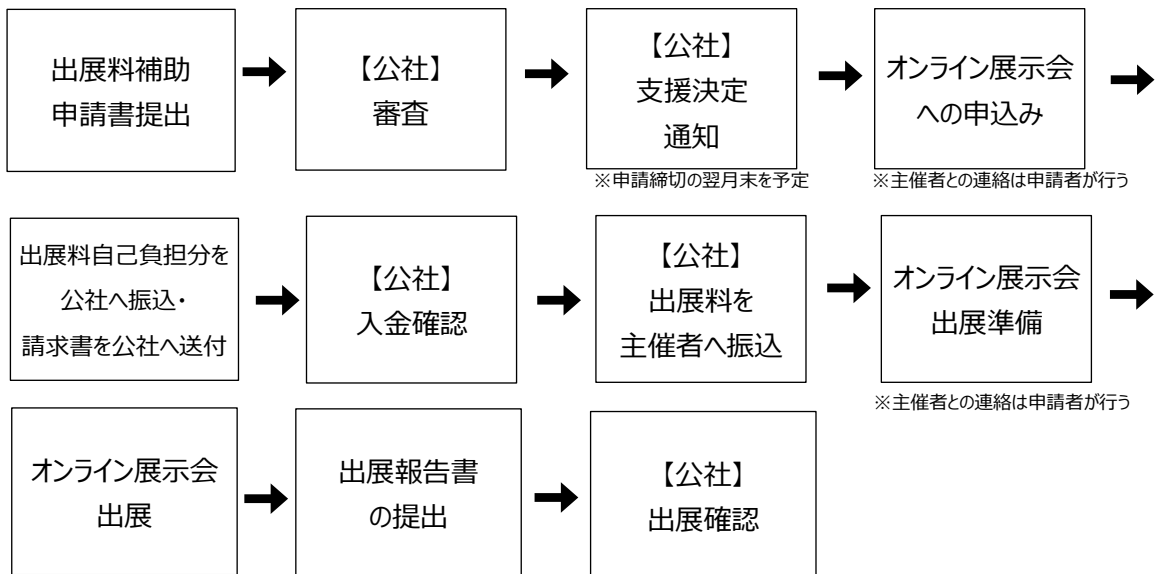 出展料補助
申請書提出
【公社】
審査
【公社】
支援決定
通知
オンライン展示会
への申込み
※申請締切の翌月末を予定
※主催者との連絡は申請者が行う
出展料自己負担分を
公社へ振込・
請求書を公社へ送付
【公社】
入金確認
【公社】
出展料を
主催者へ振込
オンライン展示会
出展準備
※主催者との連絡は申請者が行う
オンライン展示会
出展
出展報告書
の提出
【公社】
出展確認